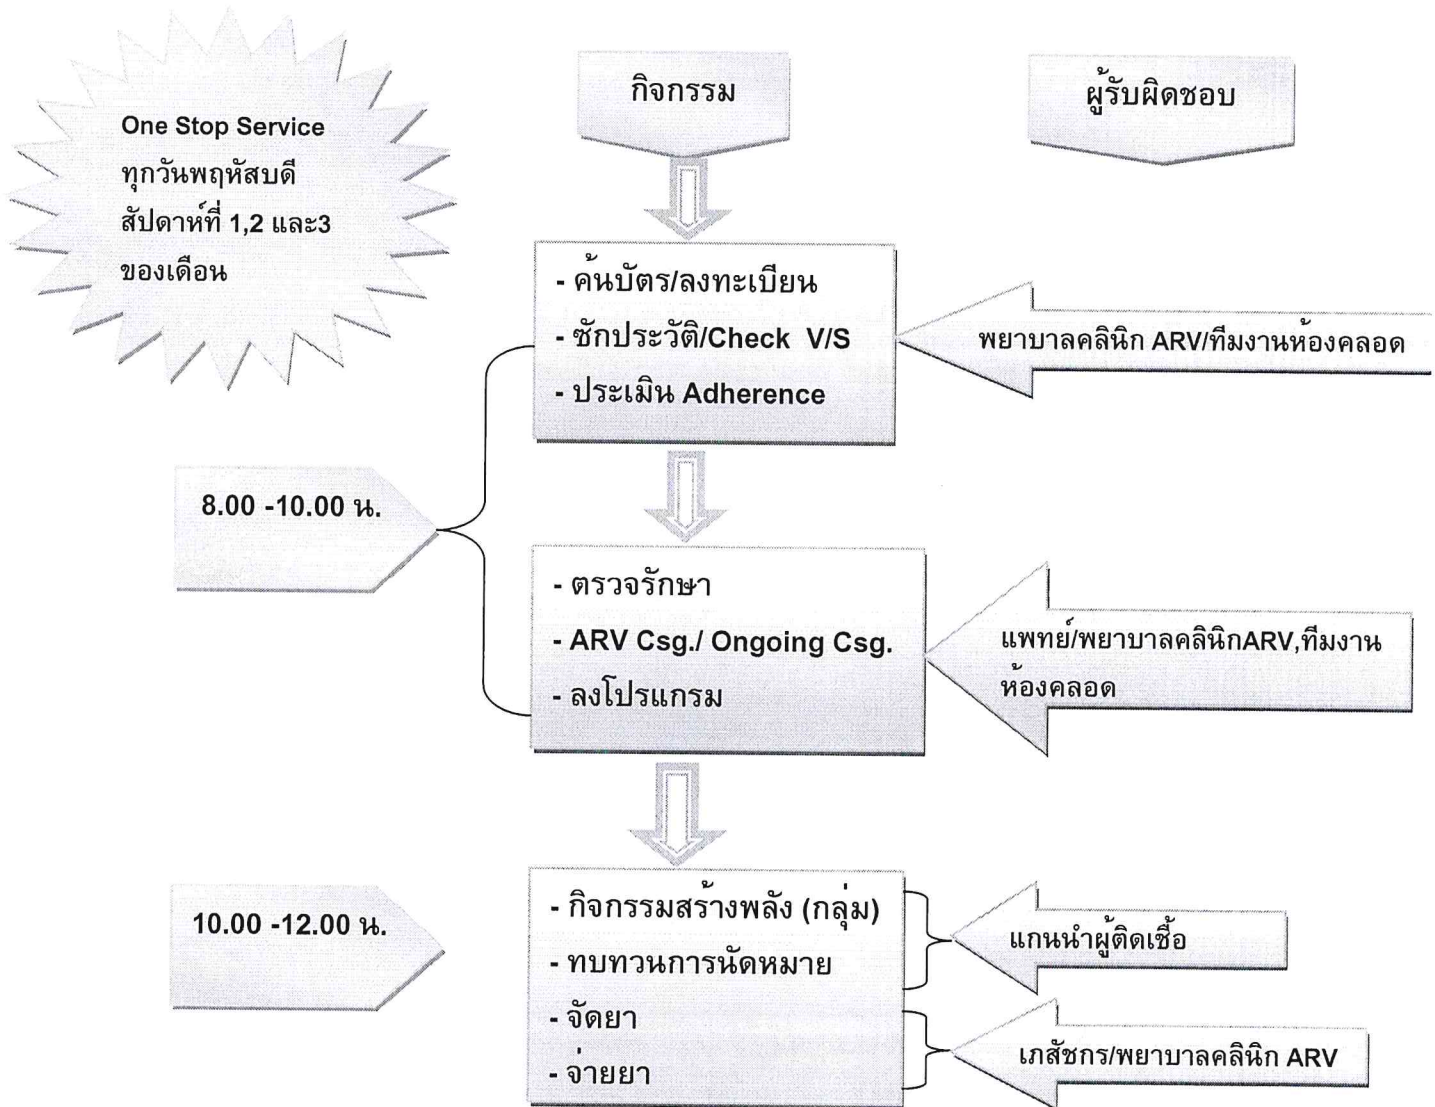 One Stop Service
ทุกวันพฤหัสบดี
สัปดาห์ที่ 1,2 และ3
ของเดือน
กิจกรรม
ผู้รับผิดชอบ
- ค้นบัตร/ลงทะเบียน
- ซักประวัติ/Check V/S
- ประเมิน Adherence
พยาบาลคลินิก ARV/ทีมงานห้องคลอด
8.00 -10.00 น.
- ตรวจรักษา
- ARV Csg./ Ongoing Csg.
- ลงโปรแกรม
แพทย์/พยาบาลคลินิกARV,ทีมงาน
ห้องคลอด
10.00 -12.00 น.
- กิจกรรมสร้างพลัง (กลุ่ม)
- ทบทวนการนัดหมาย
- จัดยา
- จ่ายยา
แกนนำผู้ติดเชื้อ
เภสัชกร/พยาบาลคลินิก ARV